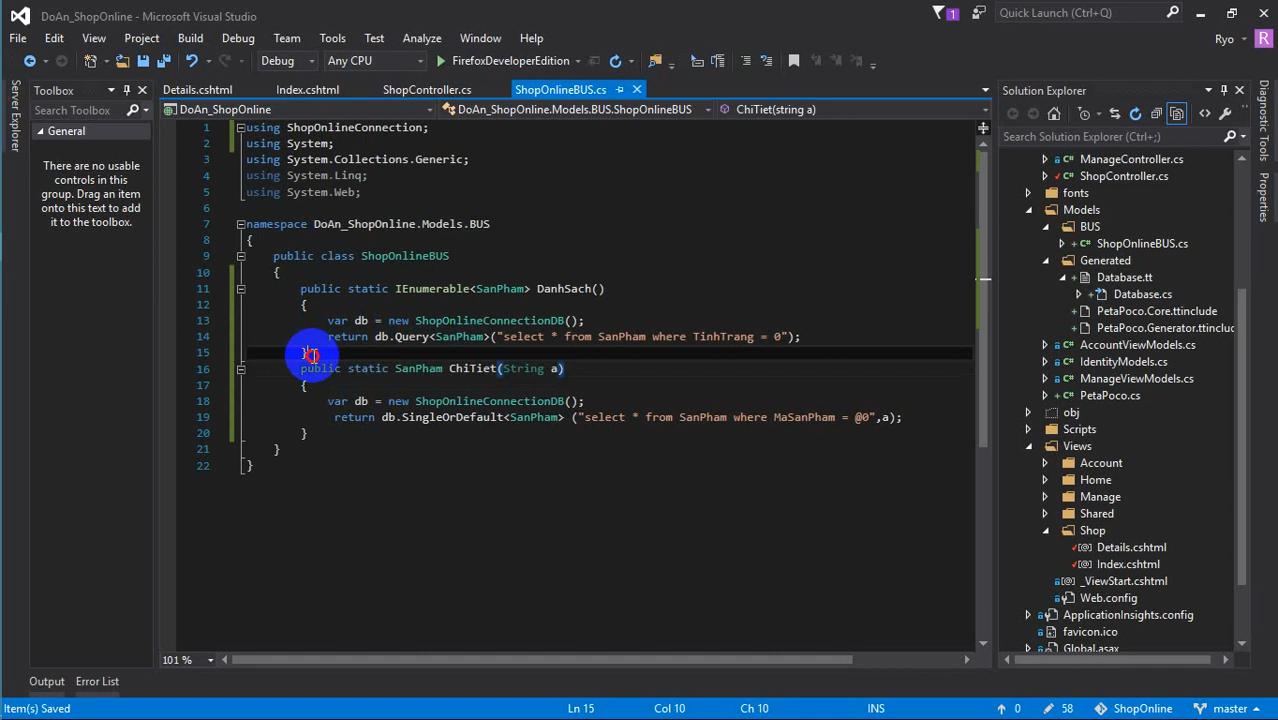 DoAn_ShopOnline - Microsoft Visual Studio
1
Quick Launch (Ctrl+Q)
File Edit View Project Build Debug Team Tools Test Analyze Window Help
Ryo
R
Debug Any CPU FirefoxDeveloperEdition
Server Explorer
Toolbox
Search Toolbox
General
There are no usable
controls in this
group. Drag an item
onto this text to add
it to the toolbox.
Details.cshtml Index.cshtml ShopController.cs ShopOnlineBUS.cs
DoAn_ShopOnline DoAn_ShopOnline.Models.BUS.ShopOnlineBUS ChiTiet(string a)
1 using ShopOnlineConnection;
2 using System;
3 using System.Collections.Generic;
4 using System.Linq;
5 using System.Web;
6
7 namespace DoAn_ShopOnline.Models.BUS
8 {
9 public class ShopOnlineBUS
10 {
11 public static IEnumerable<SanPham> DanhSach()
12 {
13 var db = new ShopOnlineConnectionDB();
14 return db.Query<SanPham>("select * from SanPham where TinhTrang = 0");
15 }
16 public static SanPham ChiTiet(String a)
17 {
18 var db = new ShopOnlineConnectionDB();
19 return db.SingleOrDefault<SanPham> ("select * from SanPham where MaSanPham = @0",a);
20 }
21 }
22 }
101 %
Solution Explorer
Search Solution Explorer (Ctrl+;)
ManageController.cs
ShopController.cs
fonts
Models
BUS
ShopOnlineBUS.cs
Generated
Database.tt
Database.cs
PetaPoco.Core.ttinclude
PetaPoco.Generator.ttinclude
AccountViewModels.cs
IdentityModels.cs
ManageViewModels.cs
PetaPoco.cs
obj
Scripts
Views
Account
Home
Manage
Shared
Shop
Details.cshtml
Index.cshtml
_ViewStart.cshtml
Web.config
ApplicationInsights.config
favicon.ico
Global.asax
Diagnostic Tools
Properties
Output Error List
Item(s) Saved Ln 15 Col 10 Ch 10 INS 0 58 ShopOnline master